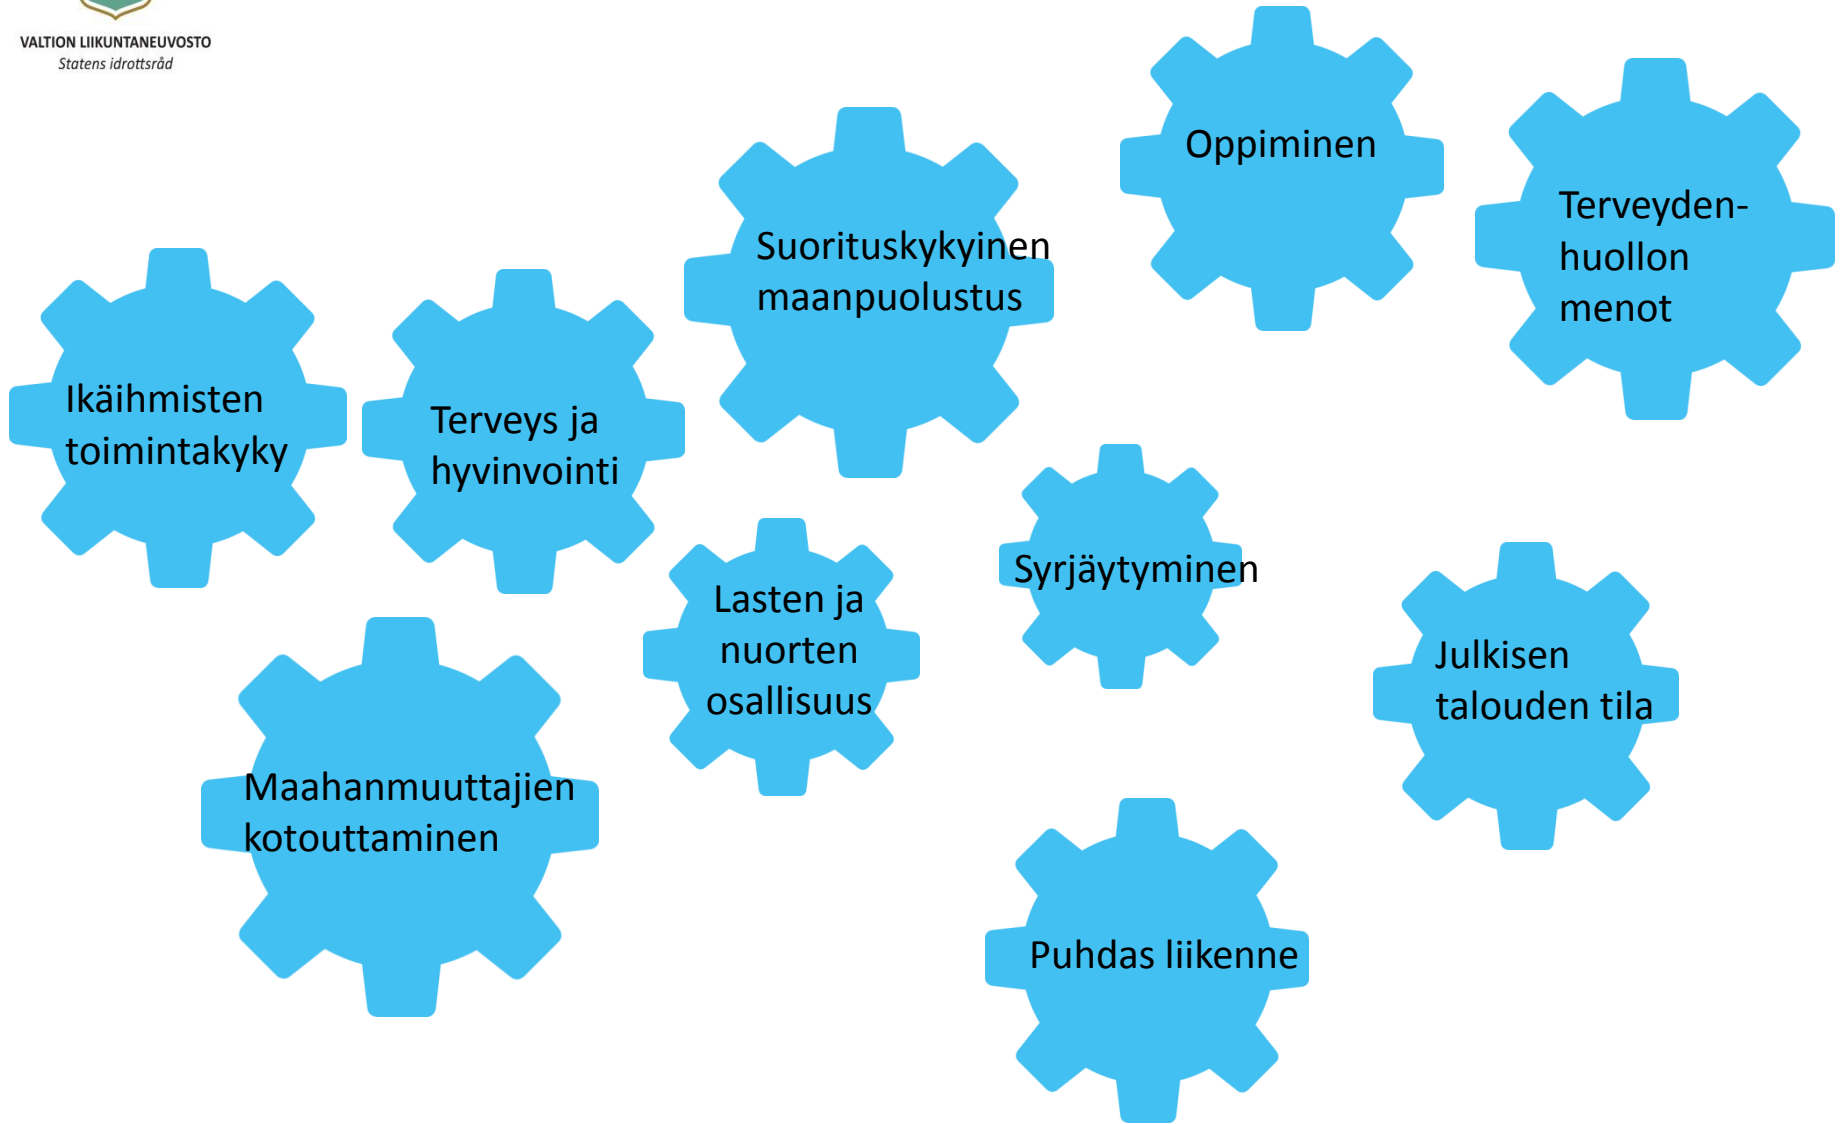 VALTION LIIKUNTANEUVOSTO
Statens idrottsråd
Oppiminen
Terveyden-
huollon
menot
Suorituskykyinen
maanpuolustus
Ikäihmisten
toimintakyky
Terveys ja
hyvinvointi
Syrjäytyminen
Lasten ja
nuorten
osallisuus
Julkisen
talouden tila
Maahanmuuttajien
kotouttaminen
Puhdas liikenne